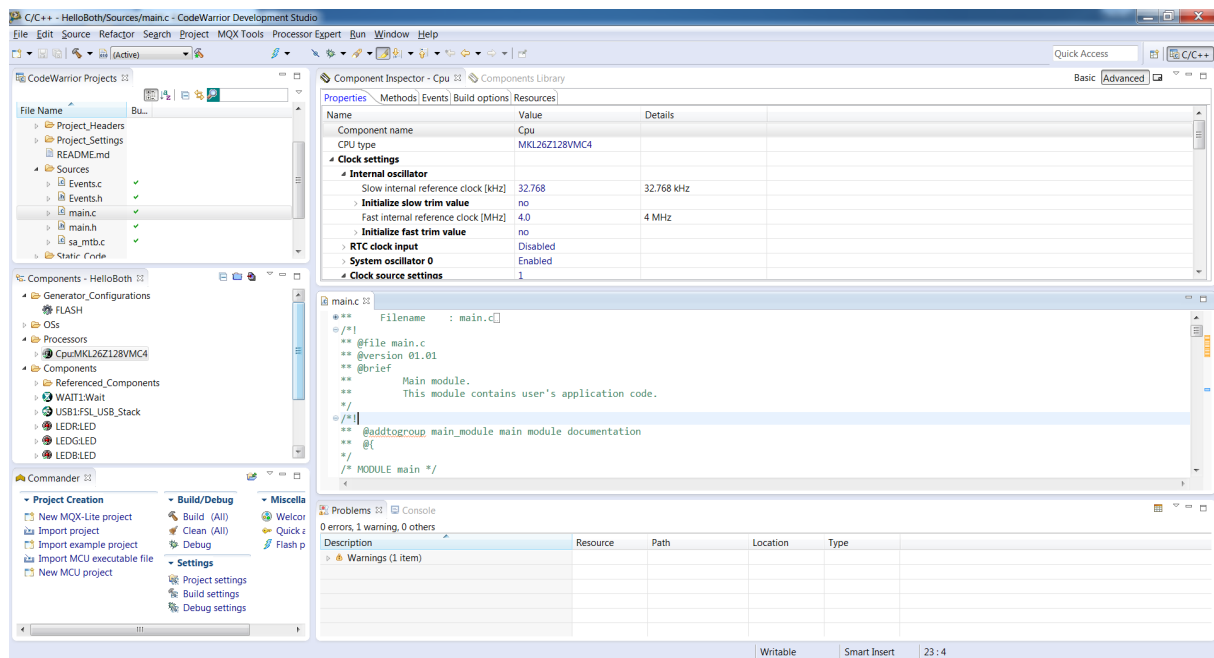 C/C++ - HelloBoth/Sources/main.c - CodeWarrior Development Studio
File Edit Source Refactor Search Project MQX Tools Processor Expert Run Window Help
(Active)
Quick Access
C/C++
CodeWarrior Projects
File Name Bu...
Project_Headers
Project_Settings
README.md
Sources
Events.c
Events.h
main.c
main.h
sa_mtb.c
Static_Code
Components - HelloBoth
Generator_Configurations
FLASH
OSs
Processors
Cpu:MKL26Z128VMC4
Components
Referenced_Components
WAIT1:Wait
USB1:FSL_USB_Stack
LEDR:LED
LEDG:LED
LEDB:LED
Commander
Project Creation
New MQX-Lite project
Import project
Import example project
Import MCU executable file
New MCU project
Build/Debug
Build (All)
Clean (All)
Debug
Settings
Project settings
Build settings
Debug settings
Miscella
Welcor
Quick a
Flash p
Component Inspector - Cpu Components Library
Basic Advanced
Properties Methods Events Build options Resources
Name Value Details
Component name Cpu
CPU type MKL26Z128VMC4
Clock settings
Internal oscillator
Slow internal reference clock [kHz] 32.768 32.768 kHz
Initialize slow trim value no
Fast internal reference clock [MHz] 4.0 4 MHz
Initialize fast trim value no
RTC clock input Disabled
System oscillator 0 Enabled
Clock source settings 1
main.c
** Filename : main.c
/*!
** @file main.c
** @version 01.01
** @brief
** Main module.
** This module contains user's application code.
*/
/*!
** @addtogroup main_module main module documentation
** @{
*/
/* MODULE main */
Problems Console
0 errors, 1 warning, 0 others
Description Resource Path Location Type
Warnings (1 item)
Writable Smart Insert 23 : 4